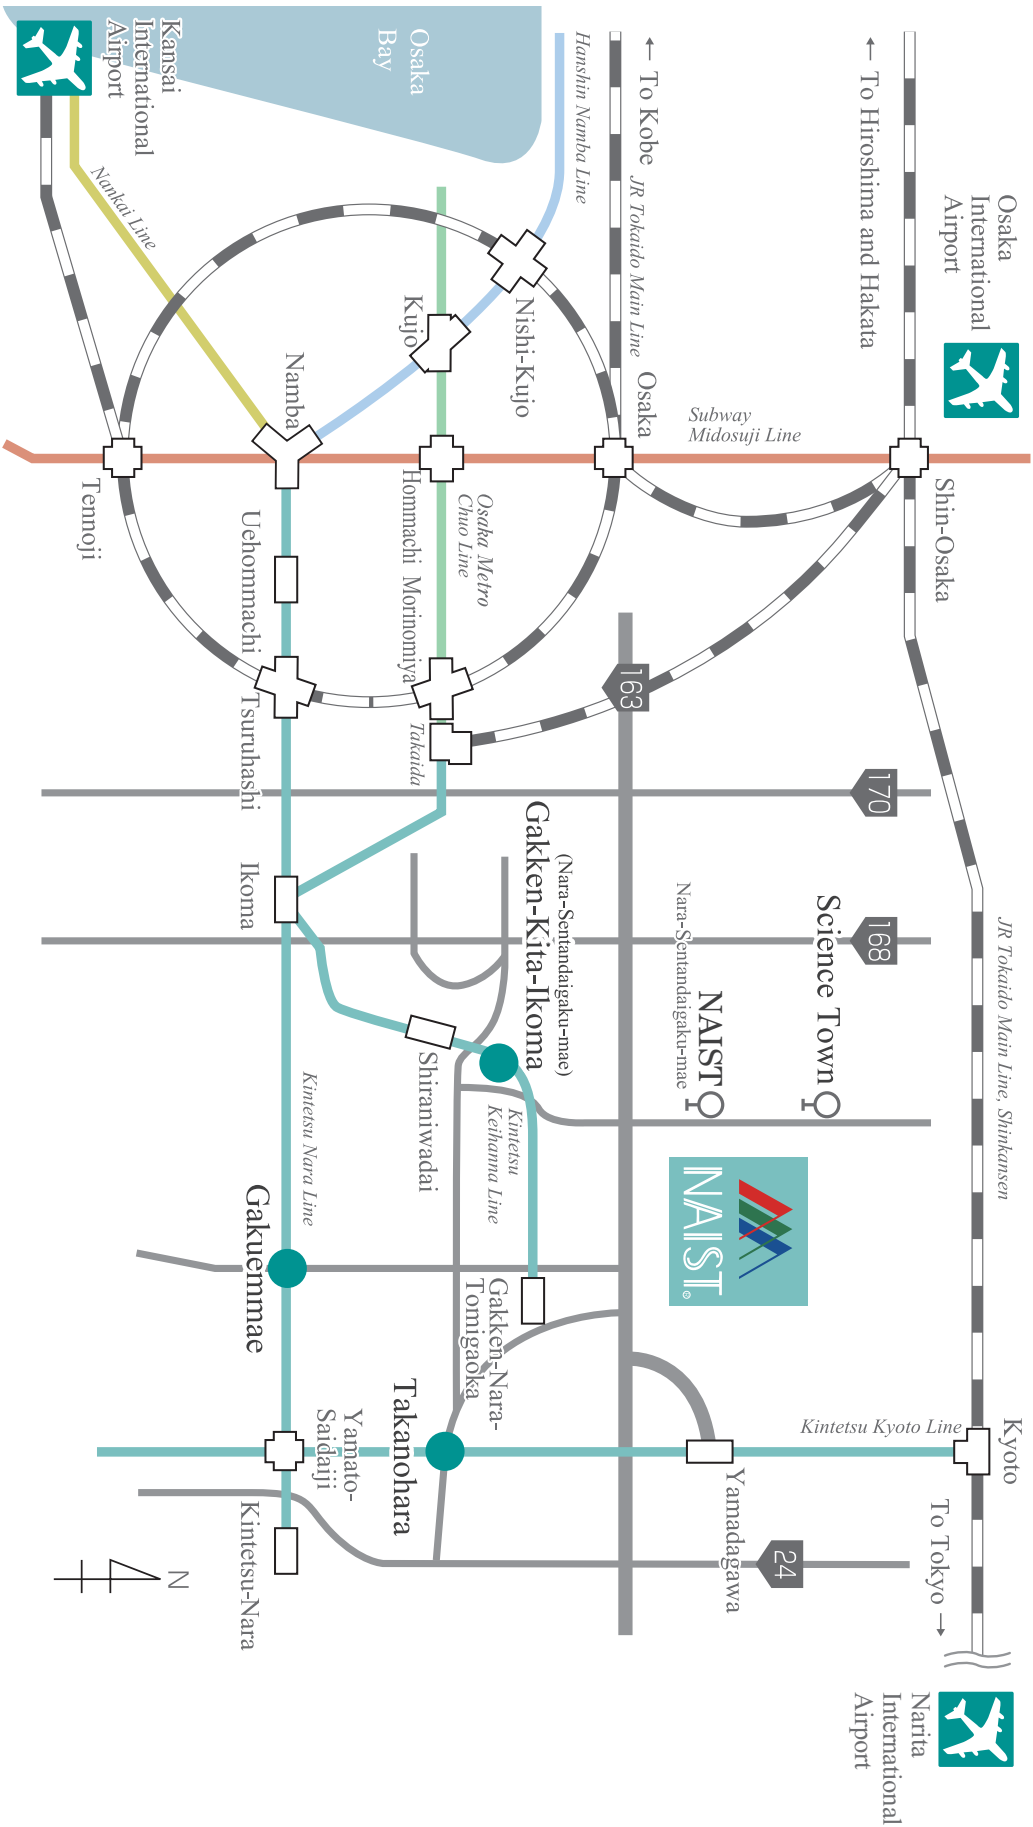 Osaka
International
Airport
← To Hiroshima and Hakata
Shin-Osaka
JR Tokaido Main Line, Shinkansen
Kyoto
To Tokyo →
Narita
International
Airport
← To Kobe
JR Tokaido Main Line
Osaka
Subway
Midosuji Line
Hanshin Namba Line
Osaka
Bay
Kansai
International
Airport
Nankai Line
Nishi-Kujo
Kujo
Namba
Hommachi
Morinomiya
Osaka Metro
Chuo Line
Takaida
Tennoji
Uehommachi
Tsuruhashi
Ikoma
163
170
168
24
Science Town
NAIST
Nara-Sentandaigaku-mae
NAIST®
(Nara-Sentandaigaku-mae)
Gakken-Kita-Ikoma
Shiraniwadai
Kintetsu
Keihanna Line
Kintetsu Nara Line
Gakuemmae
Gakken-Nara-
Tomigaoka
Takanohara
Yamato-
Saidaiji
Kintetsu-Nara
Kintetsu Kyoto Line
Yamadagawa
N